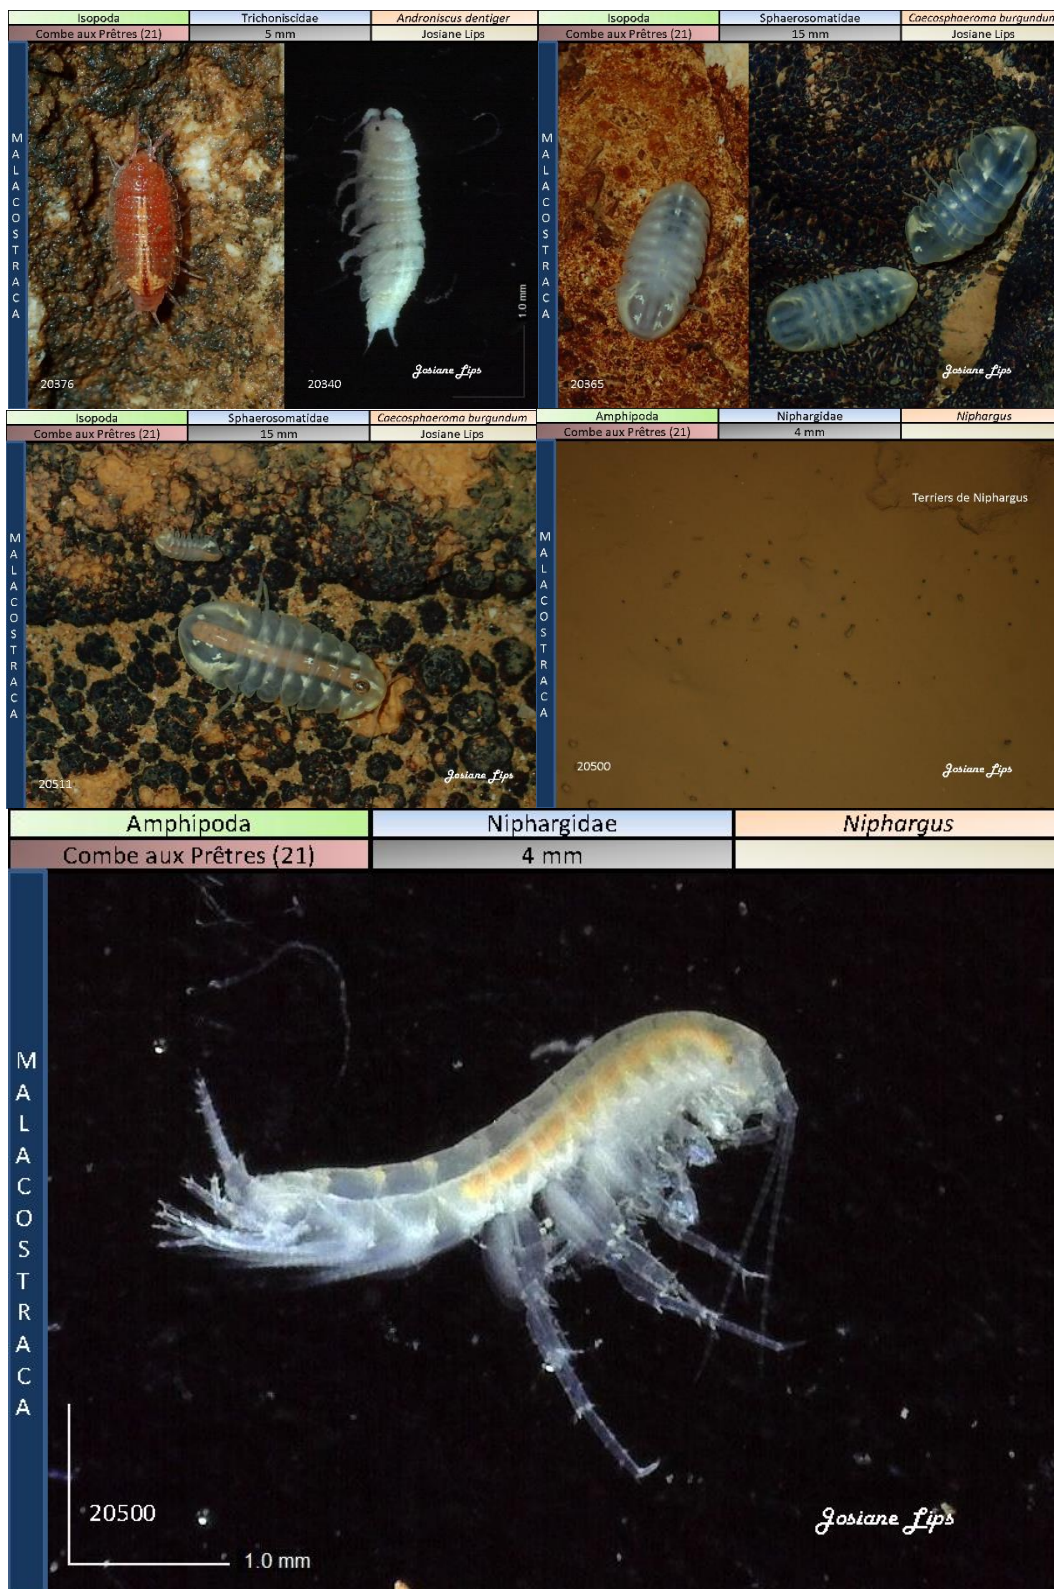 Isopoda Trichoniscidae Androniscus dentiger
Combe aux Prêtres (21) 5 mm Josiane Lips
MALACOSTRACA
20376
20340
1.0 mm
Josiane Lips
Isopoda Sphaerosomatidae Caecosphaeroma burgundum
Combe aux Prêtres (21) 15 mm Josiane Lips
MALACOSTRACA
20365
Josiane Lips
Isopoda Sphaerosomatidae Caecosphaeroma burgundum
Combe aux Prêtres (21) 15 mm Josiane Lips
MALACOSTRACA
20511
Josiane Lips
Amphipoda Niphargidae Niphargus
Combe aux Prêtres (21) 4 mm
MALACOSTRACA
Terriers de Niphargus
20500
Josiane Lips
Amphipoda Niphargidae Niphargus
Combe aux Prêtres (21) 4 mm
MALACOSTRACA
20500
1.0 mm
Josiane Lips